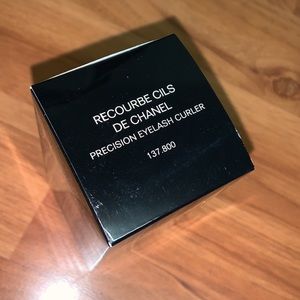 RECOURBE CILS
DE CHANEL
PRECISION EYELASH CURLER
137.800